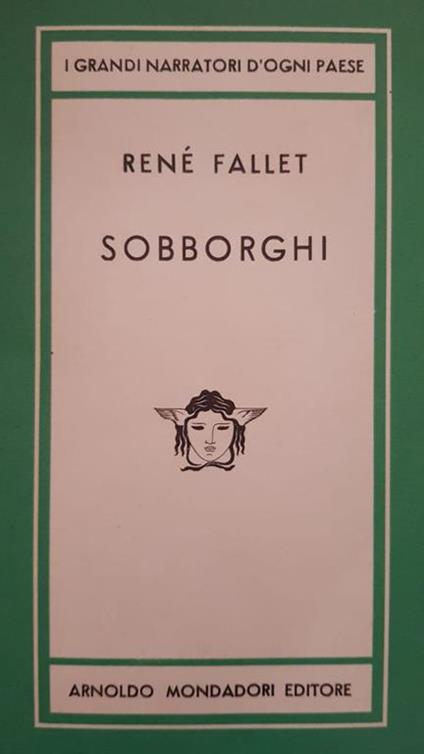 I GRANDI NARRATORI D'OGNI PAESE
RENÉ FALLET
SOBBORGHI
ARNOLDO MONDADORI EDITORE